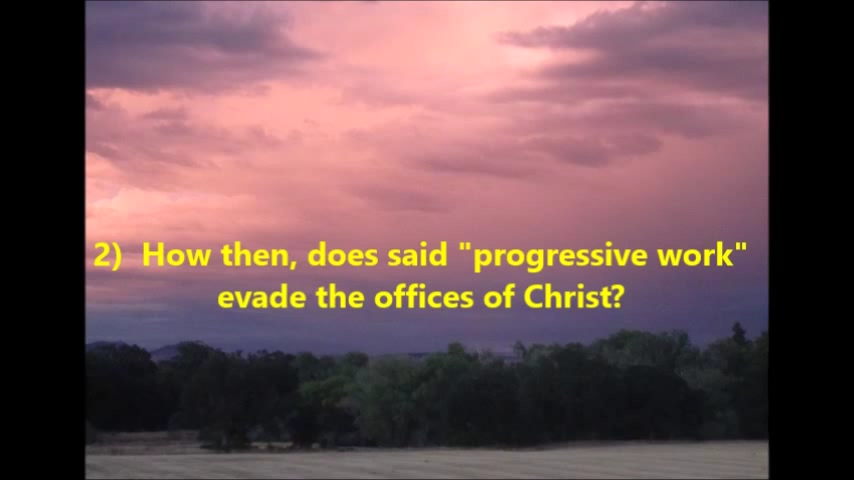 2)  How then, does said "progressive work"
evade the offices of Christ?